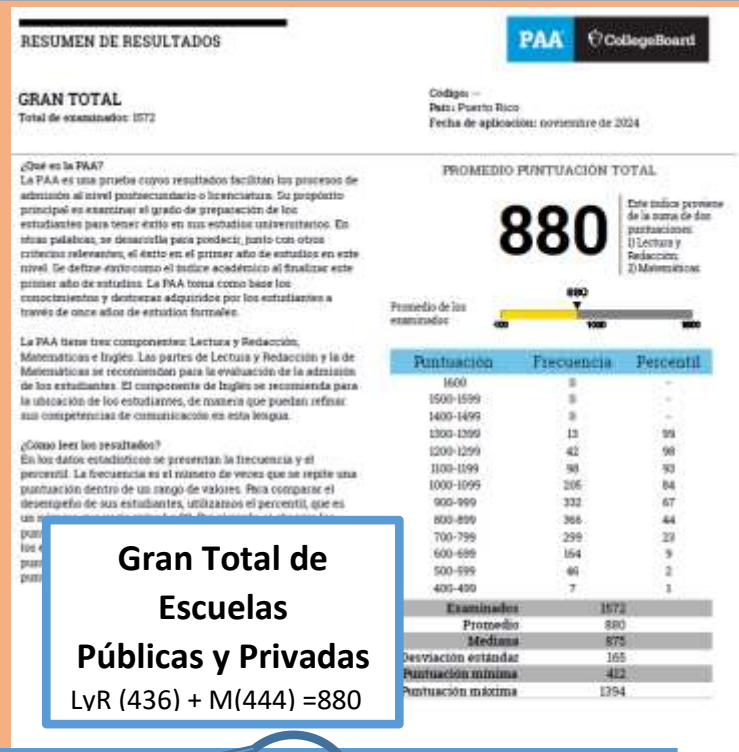 RESUMEN DE RESULTADOS
PAA CollegeBoard
GRAN TOTAL
Total de examinados: 1572
Código: --
País: Puerto Rico
Fecha de aplicación: noviembre de 2024
¿Qué es la PAA?
La PAA es una prueba cuyos resultados facilitan los procesos de
admisión al nivel postsecundario o licenciatura. Su propósito
principal es examinar el grado de preparación de los
estudiantes para tener éxito en sus estudios universitarios. En
otras palabras, se desarrolla para predecir, junto con otros
criterios relevantes, el éxito en el primer año de estudios en este
nivel. Se define éxito como el índice académico al finalizar este
primer año de estudios. La PAA toma como base los
conocimientos y destrezas adquiridos por los estudiantes a
través de once años de estudios formales.
La PAA tiene tres componentes: Lectura y Redacción,
Matemáticas e Inglés. Las partes de Lectura y Redacción y la de
Matemáticas se recomiendan para la evaluación de la admisión
de los estudiantes. El componente de Inglés se recomienda para
la ubicación de los estudiantes, de manera que puedan refinar
sus competencias de comunicación en esta lengua.
¿Cómo leer los resultados?
En los datos estadísticos se presentan la frecuencia y el
percentil. La frecuencia es el número de veces que se repite una
puntuación dentro de un rango de valores. Para comparar el
desempeño de sus estudiantes, utilizamos el percentil, que es
Gran Total de
Escuelas
Públicas y Privadas
LyR (436) + M(444) =880
PROMEDIO PUNTUACIÓN TOTAL
880
Este índice proviene
de la suma de dos
puntuaciones:
1) Lectura y
Redacción;
2) Matemáticas
880
Promedio de los
examinados
400 1000 1600
Puntuación Frecuencia Percentil
1600 0 -
1500-1599 0 -
1400-1499 0 -
1300-1399 13 99
1200-1299 42 98
1100-1199 98 93
1000-1099 205 84
900-999 332 67
800-899 366 44
700-799 299 23
600-699 164 9
500-599 46 2
400-499 7 1
Examinados 1572
Promedio 880
Mediana 875
Desviación estándar 165
Puntuación mínima 412
Puntuación máxima 1394